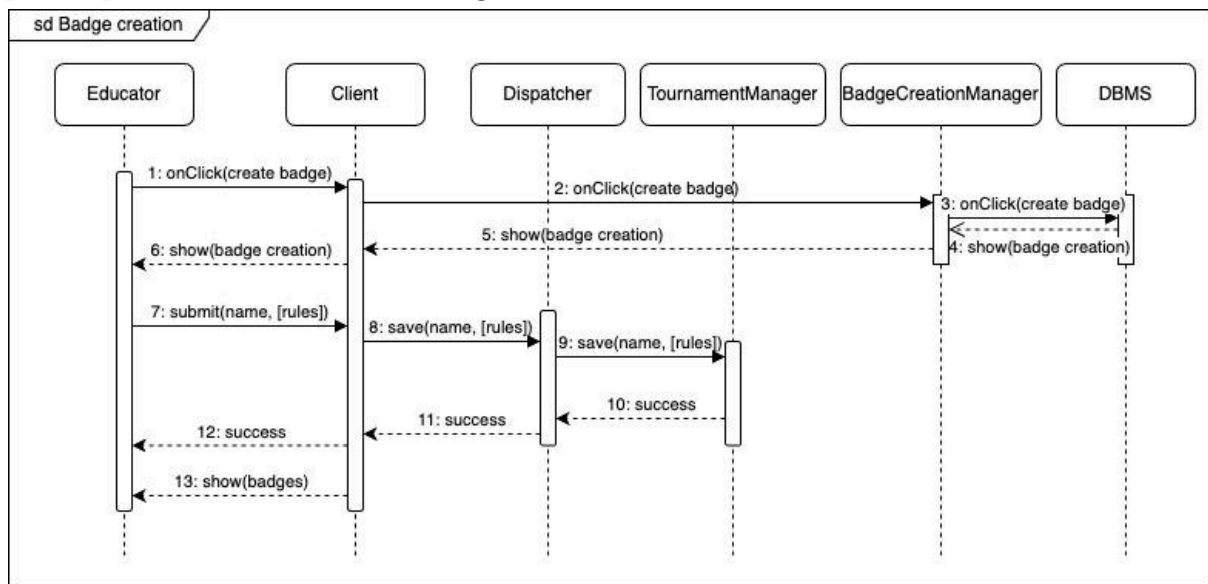 sd Badge creation
Educator
Client
Dispatcher
TournamentManager
BadgeCreationManager
DBMS
1: onClick(create badge)
2: onClick(create badge)
3: onClick(create badge)
4: show(badge creation)
5: show(badge creation)
6: show(badge creation)
7: submit(name, [rules])
8: save(name, [rules])
9: save(name, [rules])
10: success
11: success
12: success
13: show(badges)